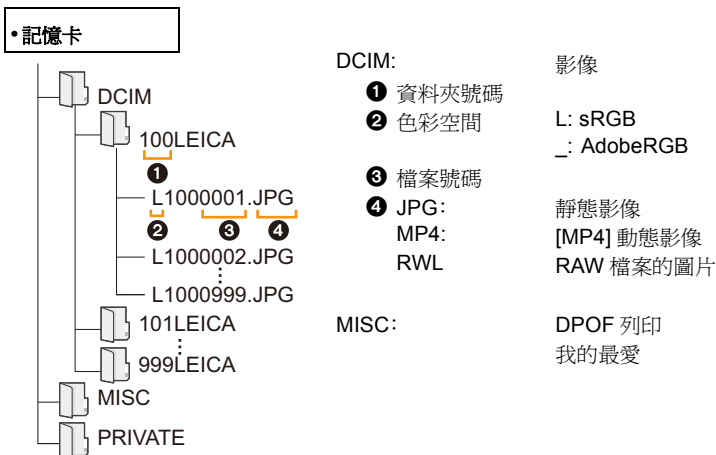 •記憶卡
DCIM
100LEICA
❶
L1000001.JPG
❷ ❸ ❹
L1000002.JPG
L1000999.JPG
101LEICA
999LEICA
MISC
PRIVATE
DCIM: 影像
❶ 資料夾號碼
❷ 色彩空間 L: sRGB
_: AdobeRGB
❸ 檔案號碼
❹ JPG: 靜態影像
MP4: [MP4] 動態影像
RWL RAW 檔案的圖片
MISC: DPOF 列印
我的最愛